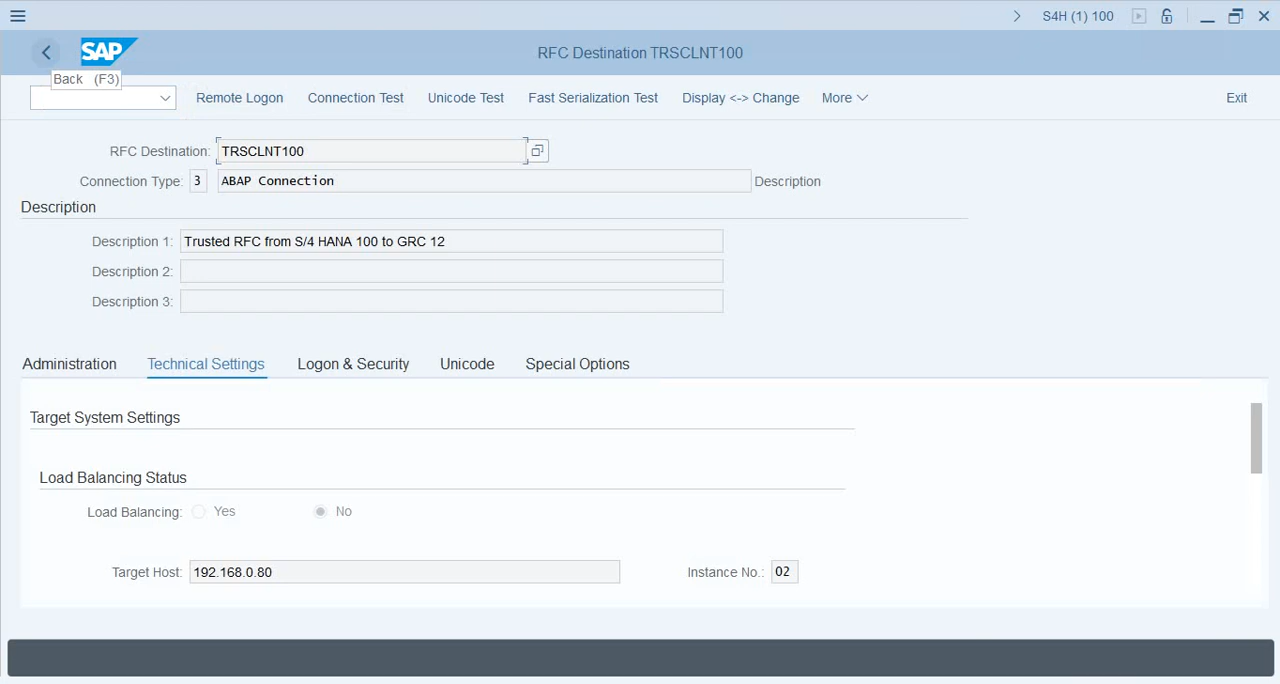 S4H (1) 100
SAP
RFC Destination TRSCLNT100
Back (F3)
Remote Logon Connection Test Unicode Test Fast Serialization Test Display <-> Change More Exit
RFC Destination: TRSCLNT100
Connection Type: 3 ABAP Connection Description
Description
Description 1: Trusted RFC from S/4 HANA 100 to GRC 12
Description 2:
Description 3:
Administration Technical Settings Logon & Security Unicode Special Options
Target System Settings
Load Balancing Status
Load Balancing: Yes No
Target Host: 192.168.0.80 Instance No.: 02